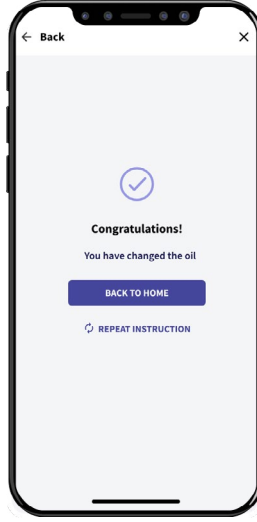 Back
Congratulations!
You have changed the oil
BACK TO HOME
REPEAT INSTRUCTION